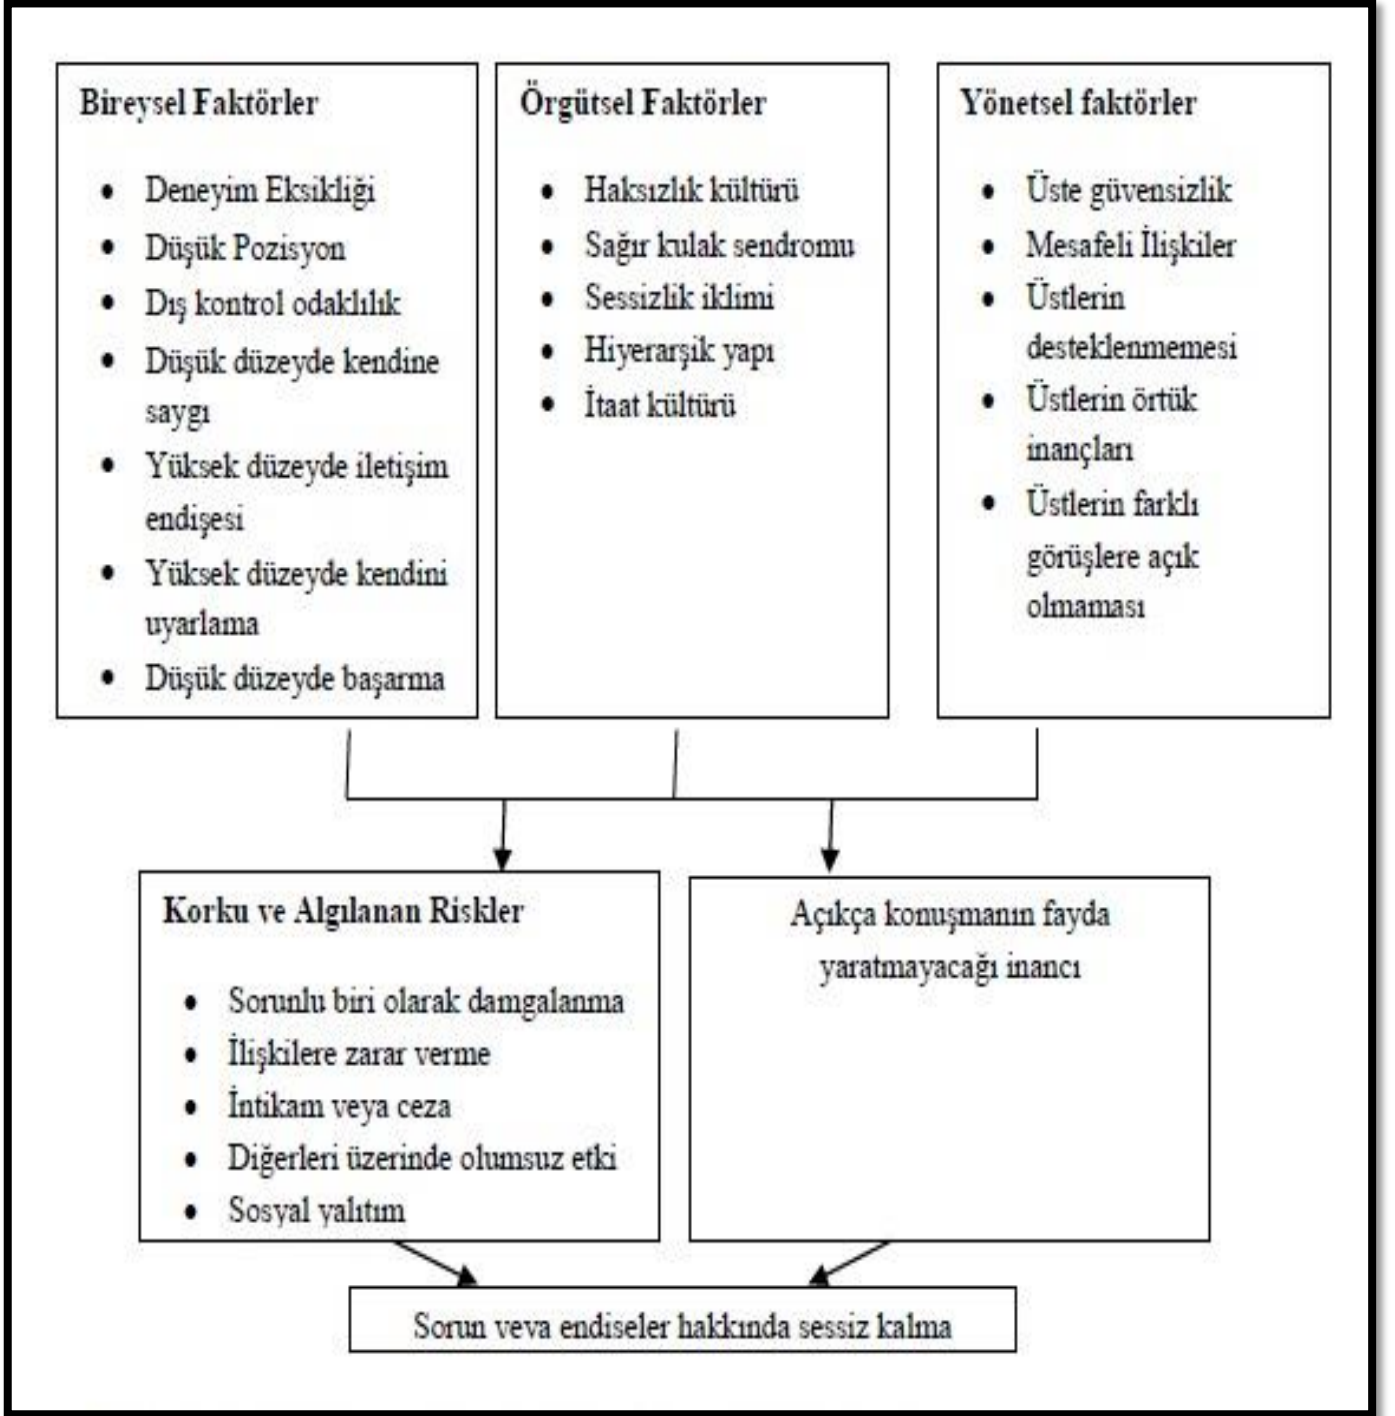 Bireysel Faktörler
Deneyim Eksikliği
Düşük Pozisyon
Dış kontrol odaklılık
Düşük düzeyde kendine
saygı
Yüksek düzeyde iletişim
endişesi
Yüksek düzeyde kendini
uyarlama
Düşük düzeyde başarma
Örgütsel Faktörler
Haksızlık kültürü
Sağır kulak sendromu
Sessizlik iklimi
Hiyerarşik yapı
İtaat kültürü
Yönetsel faktörler
Üste güvensizlik
Mesafeli İlişkiler
Üstlerin
desteklenmemesi
Üstlerin örtük
inançları
Üstlerin farklı
görüşlere açık
olmaması
Korku ve Algılanan Riskler
Sorunlu biri olarak damgalanma
İlişkilere zarar verme
İntikam veya ceza
Diğerleri üzerinde olumsuz etki
Sosyal yalıtım
Açıkça konuşmanın fayda
yaratmayacağı inancı
Sorun veva endiseler hakkında sessiz kalma